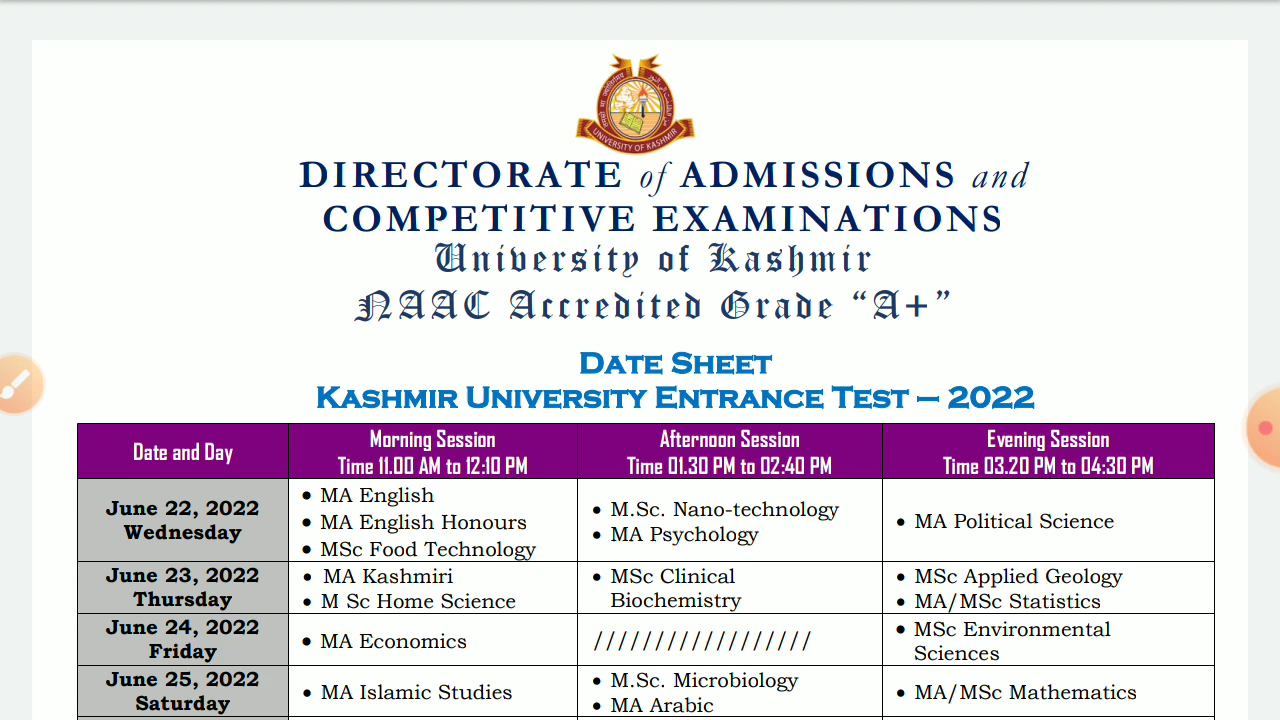 UNIVERSITY OF KASHMIR
DIRECTORATE of ADMISSIONS and
COMPETITIVE EXAMINATIONS
University of Kashmir
NAAC Accredited Grade “A+”
DATE SHEET
KASHMIR UNIVERSITY ENTRANCE TEST – 2022
Date and Day
Morning Session
Time 11.00 AM to 12:10 PM
Afternoon Session
Time 01.30 PM to 02:40 PM
Evening Session
Time 03.20 PM to 04:30 PM
June 22, 2022
Wednesday
• MA English
• MA English Honours
• MSc Food Technology
• M.Sc. Nano-technology
• MA Psychology
• MA Political Science
June 23, 2022
Thursday
• MA Kashmiri
• M Sc Home Science
• MSc Clinical
Biochemistry
• MSc Applied Geology
• MA/MSc Statistics
June 24, 2022
Friday
• MA Economics
//////////////////
• MSc Environmental
Sciences
June 25, 2022
Saturday
• MA Islamic Studies
• M.Sc. Microbiology
• MA Arabic
• MA/MSc Mathematics